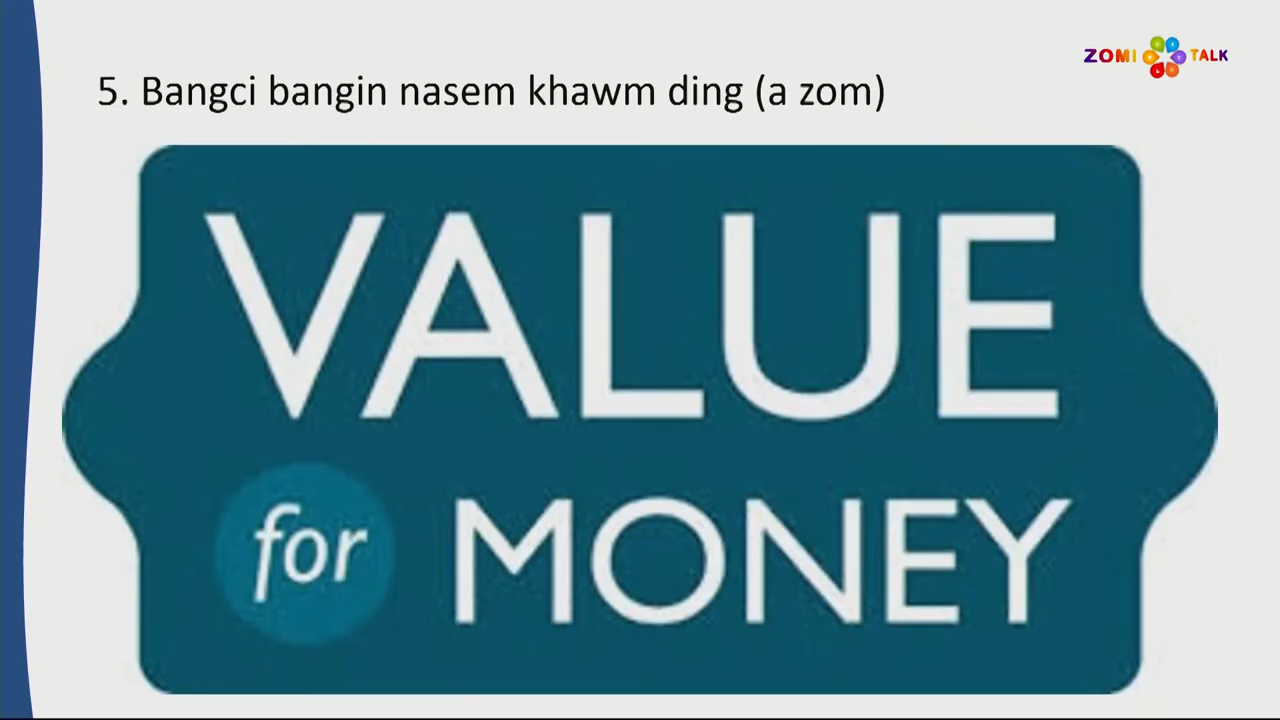 ZOMI TALK
5. Bangci bangin nasem khawm ding (a zom)
VALUE
for MONEY